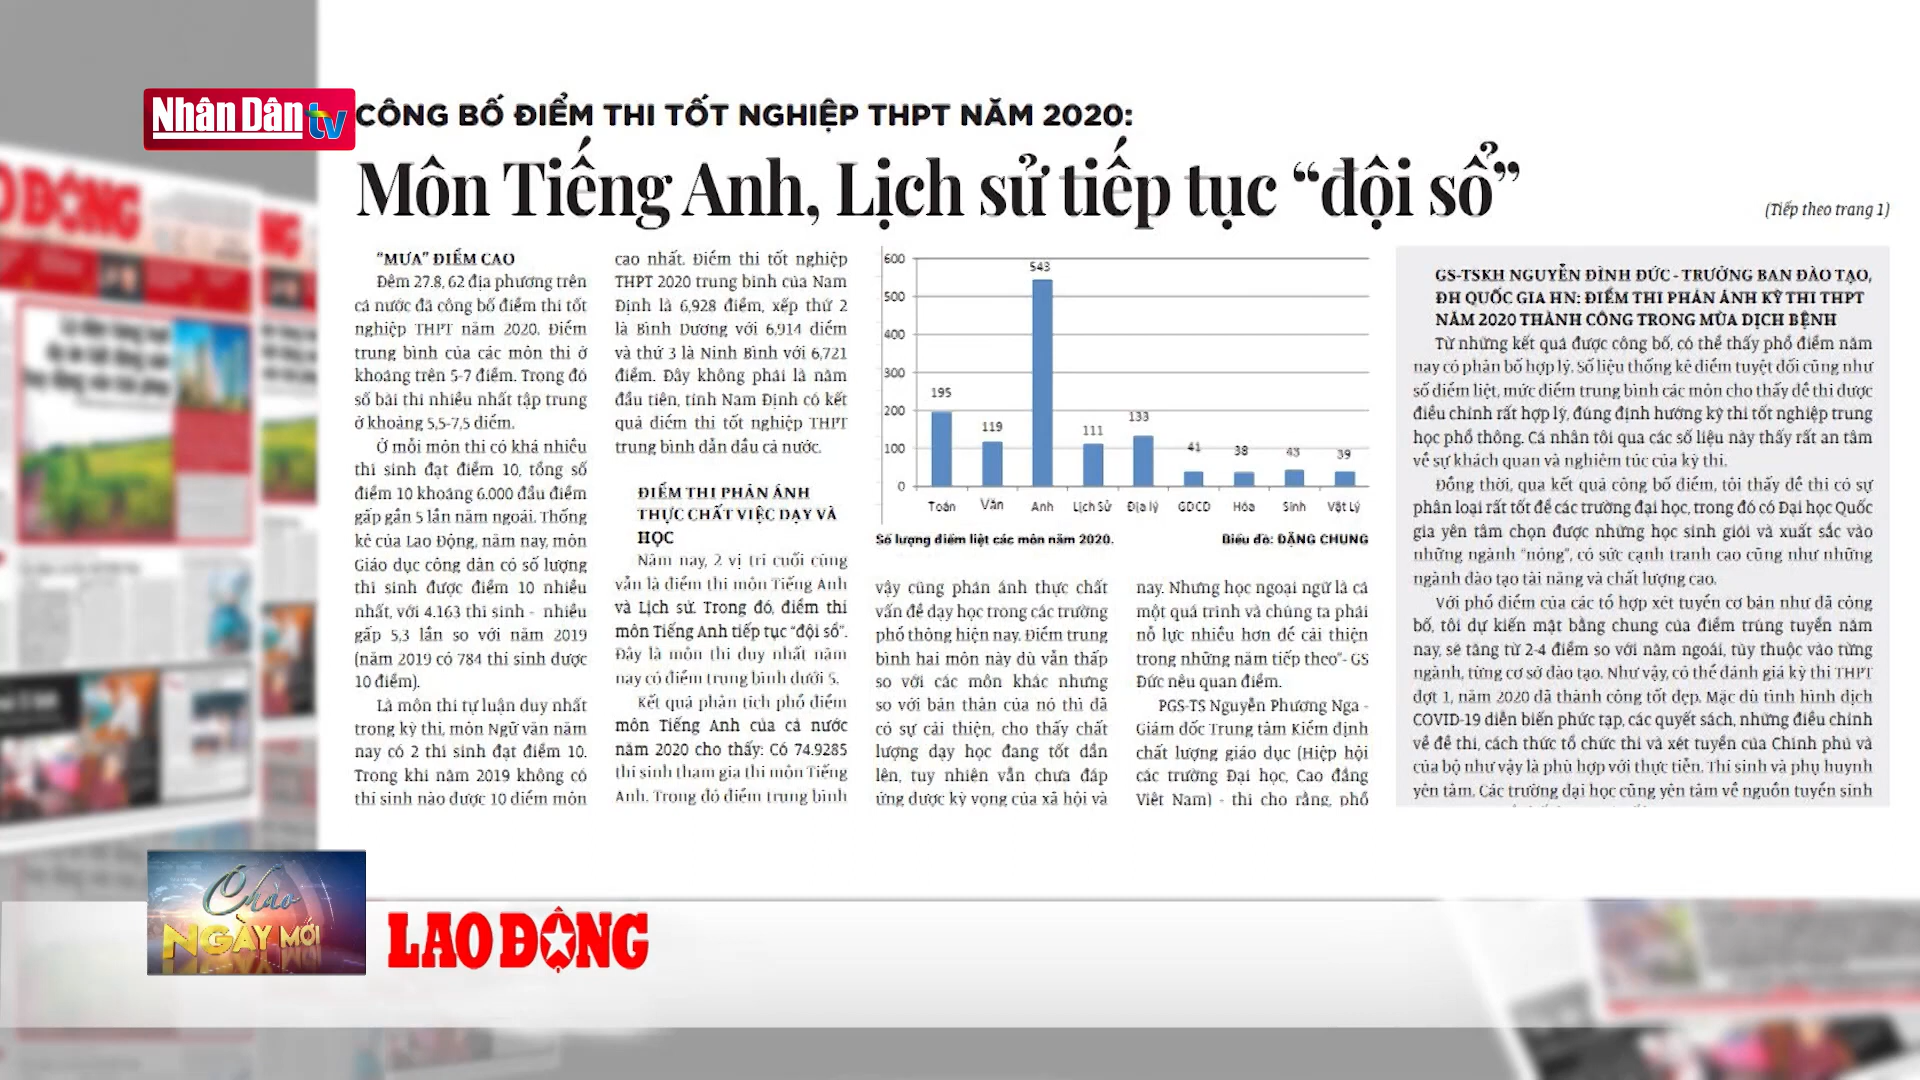 Nhân Dân tv
CÔNG BỐ ĐIỂM THI TỐT NGHIỆP THPT NĂM 2020:
Môn Tiếng Anh, Lịch sử tiếp tục “đội sổ”
(Tiếp theo trang 1)
“MƯA” ĐIỂM CAO
Đêm 27.8, 62 địa phương trên
cả nước đã công bố điểm thi tốt
nghiệp THPT năm 2020. Điểm
trung bình của các môn thi ở
khoảng trên 5-7 điểm. Trong đó
số bài thi nhiều nhất tập trung
ở khoảng 5,5-7,5 điểm.
Ở mỗi môn thi có khá nhiều
thí sinh đạt điểm 10, tổng số
điểm 10 khoảng 6.000 đầu điểm
gấp gần 5 lần năm ngoái. Thống
kê của Lao Động, năm nay, môn
Giáo dục công dân có số lượng
thí sinh được điểm 10 nhiều
nhất, với 4.163 thí sinh - nhiều
gấp 5,3 lần so với năm 2019
(năm 2019 có 784 thí sinh được
10 điểm).
Là môn thi tự luận duy nhất
trong kỳ thi, môn Ngữ văn năm
nay có 2 thí sinh đạt điểm 10.
Trong khi năm 2019 không có
thí sinh nào được 10 điểm môn
cao nhất. Điểm thi tốt nghiệp
THPT 2020 trung bình của Nam
Định là 6,928 điểm, xếp thứ 2
là Bình Dương với 6,914 điểm
và thứ 3 là Ninh Bình với 6,721
điểm. Đây không phải là năm
đầu tiên, tỉnh Nam Định có kết
quả điểm thi tốt nghiệp THPT
trung bình dẫn đầu cả nước.
ĐIỂM THI PHẢN ÁNH
THỰC CHẤT VIỆC DẠY VÀ
HỌC
Năm nay, 2 vị trí cuối cùng
vẫn là điểm thi môn Tiếng Anh
và Lịch sử. Trong đó, điểm thi
môn Tiếng Anh tiếp tục “đội sổ”.
Đây là môn thi duy nhất năm
nay có điểm trung bình dưới 5.
Kết quả phân tích phổ điểm
môn Tiếng Anh của cả nước
năm 2020 cho thấy: Có 74.9285
thí sinh tham gia thi môn Tiếng
Anh. Trong đó điểm trung bình
600
500
400
300
200
100
0
195
119
543
111
133
41
38
43
39
Toán Văn Anh Lịch Sử Địa lý GDCD Hóa Sinh Vật Lý
Số lượng điểm liệt các môn năm 2020. Biểu đồ: ĐẶNG CHUNG
vậy cũng phản ánh thực chất
vấn đề dạy học trong các trường
phổ thông hiện nay. Điểm trung
bình hai môn này dù vẫn thấp
so với các môn khác nhưng
so với bản thân của nó thì đã
có sự cải thiện, cho thấy chất
lượng dạy học đang tốt dần
lên, tuy nhiên vẫn chưa đáp
ứng được kỳ vọng của xã hội và
nay. Nhưng học ngoại ngữ là cả
một quá trình và chúng ta phải
nỗ lực nhiều hơn để cải thiện
trong những năm tiếp theo”- GS
Đức nêu quan điểm.
PGS-TS Nguyễn Phương Nga -
Giám đốc Trung tâm Kiểm định
chất lượng giáo dục (Hiệp hội
các trường Đại học, Cao đẳng
Việt Nam) - thì cho rằng, phổ
GS-TSKH NGUYỄN ĐÌNH ĐỨC - TRƯỞNG BAN ĐÀO TẠO,
ĐH QUỐC GIA HN: ĐIỂM THI PHẢN ÁNH KỲ THI THPT
NĂM 2020 THÀNH CÔNG TRONG MÙA DỊCH BỆNH
Từ những kết quả được công bố, có thể thấy phổ điểm năm
nay có phân bố hợp lý. Số liệu thống kê điểm tuyệt đối cũng như
số điểm liệt, mức điểm trung bình các môn cho thấy đề thi được
điều chỉnh rất hợp lý, đúng định hướng kỳ thi tốt nghiệp trung
học phổ thông. Cá nhân tôi qua các số liệu này thấy rất an tâm
về sự khách quan và nghiêm túc của kỳ thi.
Đồng thời, qua kết quả công bố điểm, tôi thấy đề thi có sự
phân loại rất tốt để các trường đại học, trong đó có Đại học Quốc
gia yên tâm chọn được những học sinh giỏi và xuất sắc vào
những ngành “nóng”, có sức cạnh tranh cao cũng như những
ngành đào tạo tài năng và chất lượng cao.
Với phổ điểm của các tổ hợp xét tuyển cơ bản như đã công
bố, tôi dự kiến mặt bằng chung của điểm trúng tuyển năm
nay, sẽ tăng từ 2-4 điểm so với năm ngoái, tùy thuộc vào từng
ngành, từng cơ sở đào tạo. Như vậy, có thể đánh giá kỳ thi THPT
đợt 1, năm 2020 đã thành công tốt đẹp. Mặc dù tình hình dịch
COVID-19 diễn biến phức tạp, các quyết sách, những điều chỉnh
về đề thi, cách thức tổ chức thi và xét tuyển của Chính phủ và
của bộ như vậy là phù hợp với thực tiễn. Thí sinh và phụ huynh
yên tâm. Các trường đại học cũng yên tâm về nguồn tuyển sinh
Chào
NGÀY MỚI
LAO ĐỘNG